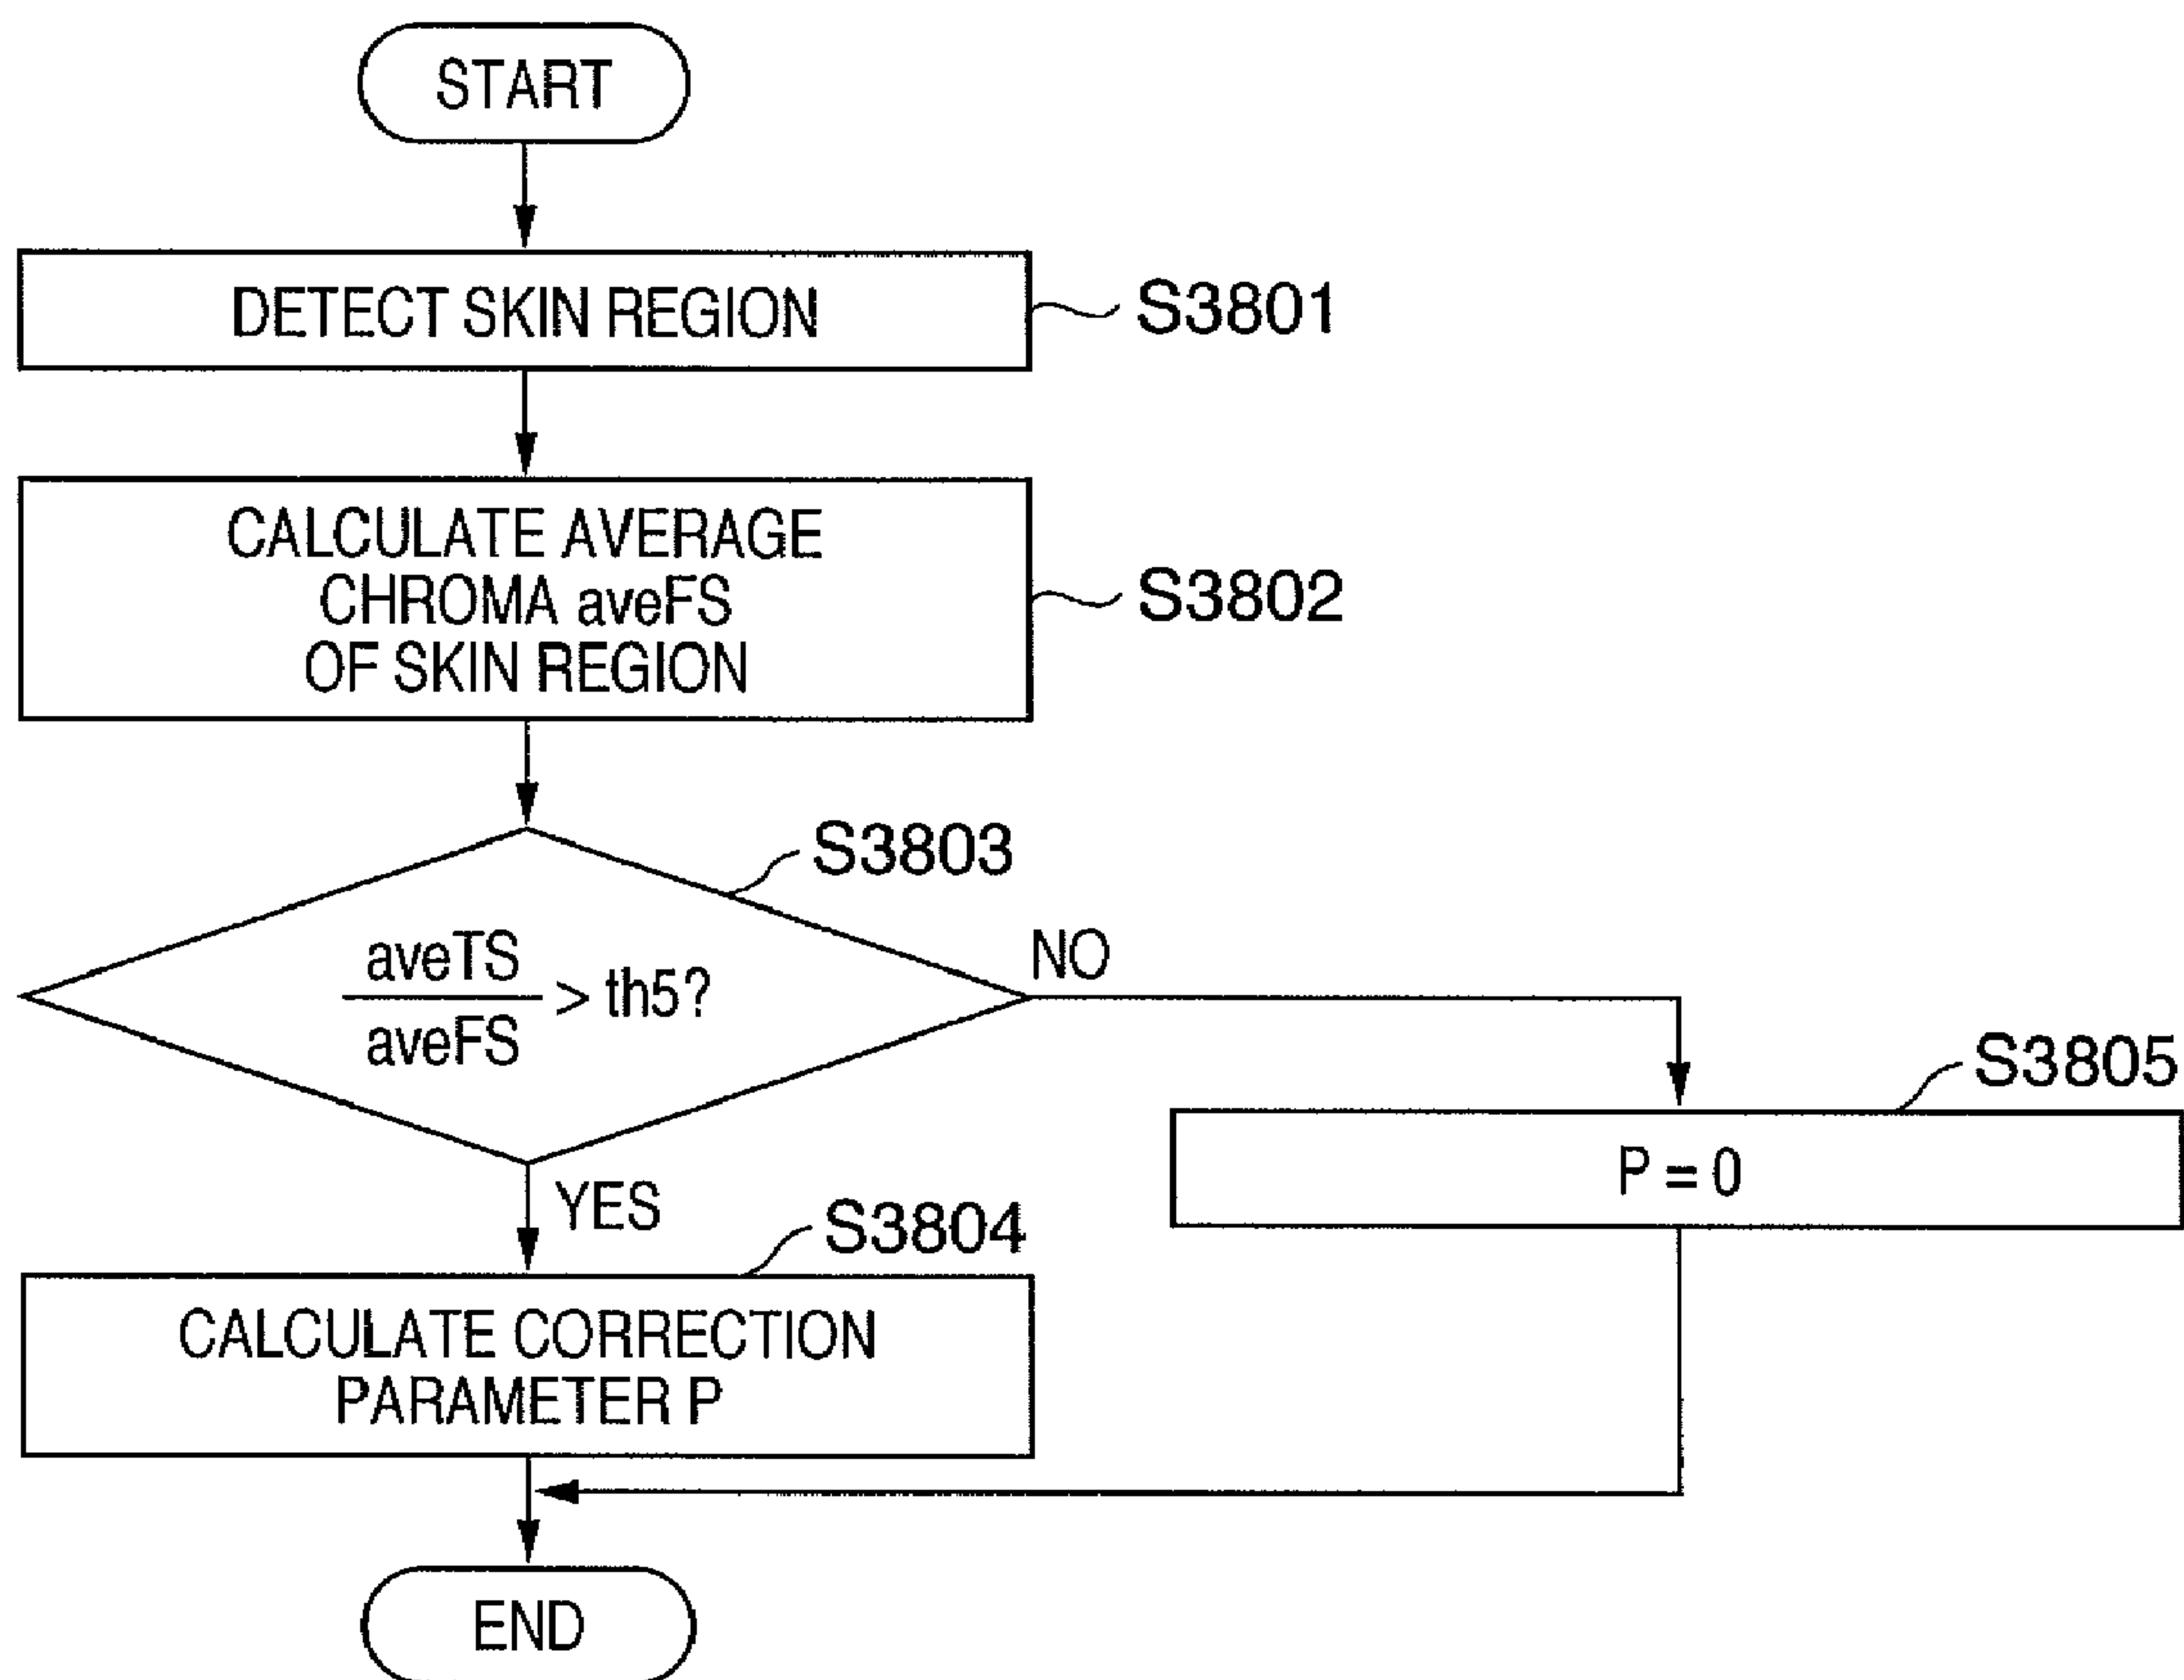 START
DETECT SKIN REGION
S3801
CALCULATE AVERAGE
CHROMA aveFS
OF SKIN REGION
S3802
S3803
aveTS
aveFS
> th5?
NO
YES
S3805
P = 0
S3804
CALCULATE CORRECTION
PARAMETER P
END